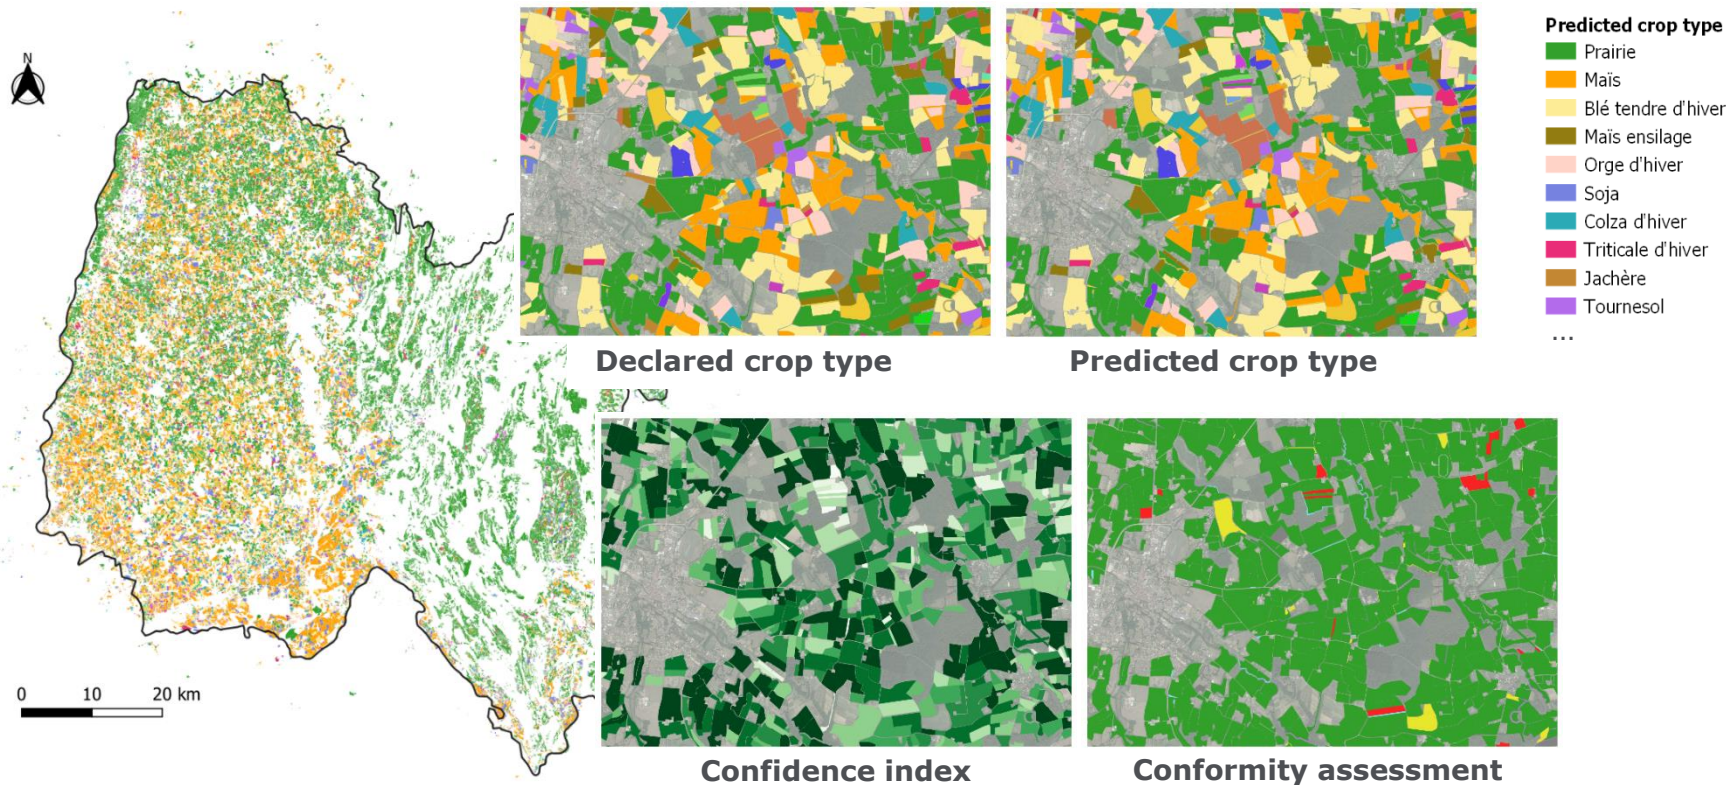 N
0 10 20 km
Declared crop type
Predicted crop type
Predicted crop type
Prairie
Maïs
Blé tendre d'hiver
Maïs ensilage
Orge d'hiver
Soja
Colza d'hiver
Triticale d'hiver
Jachère
Tournesol
...
Confidence index
Conformity assessment